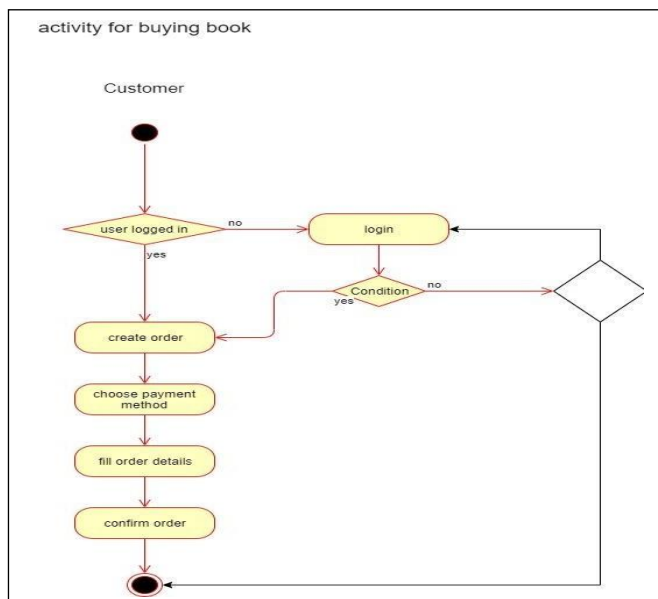 activity for buying book
Customer
user logged in
no
login
yes
Condition
no
yes
create order
choose payment
method
fill order details
confirm order